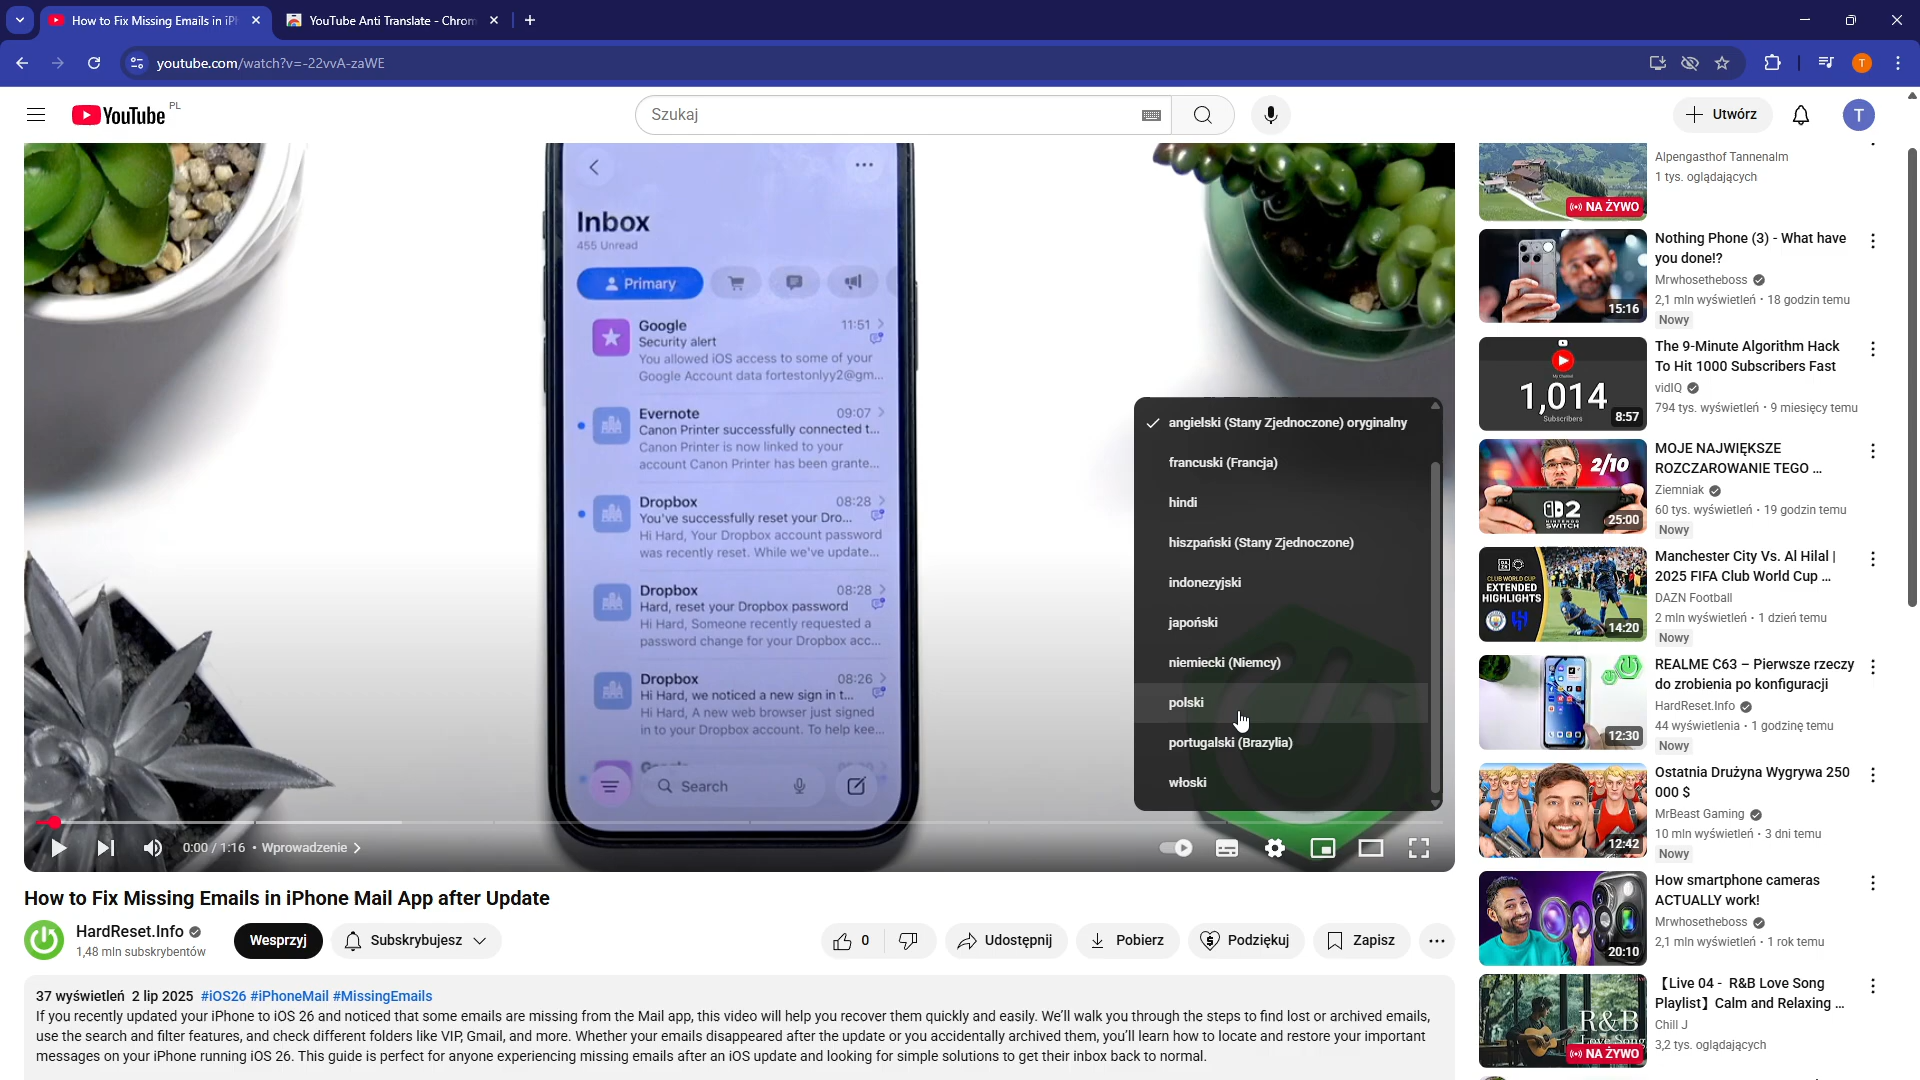 How to Fix Missing Emails in iP
YouTube Anti Translate - Chrom
youtube.com/watch?v=-22vvA-zaWE
T
YouTube PL
Szukaj
Utwórz
T
Inbox
455 Unread
Primary
Google 11:51
Security alert
You allowed iOS access to some of your
Google Account data fortestonlyy2@gm...
Evernote 09:07
Canon Printer successfully connected t...
Canon Printer is now linked to your
account Canon Printer has been grante...
Dropbox 08:28
You've successfully reset your Dro...
Hi Hard, Your Dropbox account password
was recently reset. While we've update...
Dropbox 08:28
Hard, reset your Dropbox password
Hi Hard, Someone recently requested a
password change for your Dropbox acc...
Dropbox 08:26
Hi Hard, we noticed a new sign in t...
Hi Hard, A new web browser just signed
in to your Dropbox account. To help kee...
Search
angielski (Stany Zjednoczone) oryginalny
francuski (Francja)
hindi
hiszpański (Stany Zjednoczone)
indonezyjski
japoński
niemiecki (Niemcy)
polski
portugalski (Brazylia)
włoski
0:00 / 1:16 • Wprowadzenie
How to Fix Missing Emails in iPhone Mail App after Update
HardReset.Info
1,48 mln subskrybentów
Wesprzyj
Subskrybujesz
0
Udostępnij
Pobierz
Podziękuj
Zapisz
37 wyświetleń 2 lip 2025 #iOS26 #iPhoneMail #MissingEmails
If you recently updated your iPhone to iOS 26 and noticed that some emails are missing from the Mail app, this video will help you recover them quickly and easily. We'll walk you through the steps to find lost or archived emails,
use the search and filter features, and check different folders like VIP, Gmail, and more. Whether your emails disappeared after the update or you accidentally archived them, you'll learn how to locate and restore your important
messages on your iPhone running iOS 26. This guide is perfect for anyone experiencing missing emails after an iOS update and looking for simple solutions to get their inbox back to normal.
Alpengasthof Tannenalm
1 tys. oglądających
NA ŻYWO
Nothing Phone (3) - What have
you done!?
Mrwhosetheboss
2,1 mln wyświetleń • 18 godzin temu
Nowy
15:16
The 9-Minute Algorithm Hack
To Hit 1000 Subscribers Fast
vidIQ
794 tys. wyświetleń • 9 miesięcy temu
My Channel
1,014
Subscribers
8:57
MOJE NAJWIĘKSZE
ROZCZAROWANIE TEGO ...
Ziemniak
60 tys. wyświetleń • 19 godzin temu
Nowy
2/10
2
NINTENDO
SWITCH
25:00
Manchester City Vs. Al Hilal |
2025 FIFA Club World Cup ...
DAZN Football
2 mln wyświetleń • 1 dzień temu
Nowy
DAZN
CLUB WORLD CUP
EXTENDED
HIGHLIGHTS
14:20
REALME C63 – Pierwsze rzeczy
do zrobienia po konfiguracji
HardReset.Info
44 wyświetlenia • 1 godzinę temu
Nowy
12:30
Ostatnia Drużyna Wygrywa 250
000 $
MrBeast Gaming
10 mln wyświetleń • 3 dni temu
Nowy
12:42
How smartphone cameras
ACTUALLY work!
Mrwhosetheboss
2,1 mln wyświetleń • 1 rok temu
20:10
【Live 04 - R&B Love Song
Playlist】Calm and Relaxing ...
Chill J
3,2 tys. oglądających
R&B
Love Song
NA ŻYWO